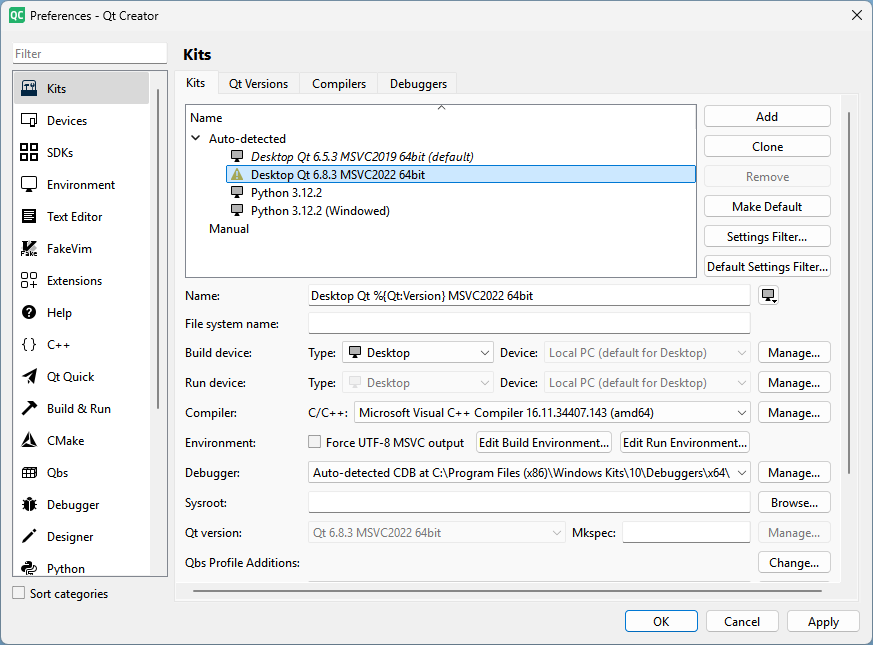 QC Preferences - Qt Creator
Filter
Kits
Devices
SDKs
Environment
Text Editor
Fake FakeVim
Extensions
? Help
{} C++
Qt Quick
Build & Run
CMake
Qbs
Debugger
Designer
Python
Sort categories
Kits
Kits Qt Versions Compilers Debuggers
Name
Auto-detected
Desktop Qt 6.5.3 MSVC2019 64bit (default)
Desktop Qt 6.8.3 MSVC2022 64bit
Python 3.12.2
Python 3.12.2 (Windowed)
Manual
Add
Clone
Remove
Make Default
Settings Filter...
Default Settings Filter...
Name: Desktop Qt %{Qt:Version} MSVC2022 64bit
File system name:
Build device: Type: Desktop Device: Local PC (default for Desktop) Manage...
Run device: Type: Desktop Device: Local PC (default for Desktop) Manage...
Compiler: C/C++: Microsoft Visual C++ Compiler 16.11.34407.143 (amd64) Manage...
Environment: Force UTF-8 MSVC output Edit Build Environment... Edit Run Environment...
Debugger: Auto-detected CDB at C:\Program Files (x86)\Windows Kits\10\Debuggers\x64\ Manage...
Sysroot: Browse...
Qt version: Qt 6.8.3 MSVC2022 64bit Mkspec: Manage...
Qbs Profile Additions: Change...
OK Cancel Apply